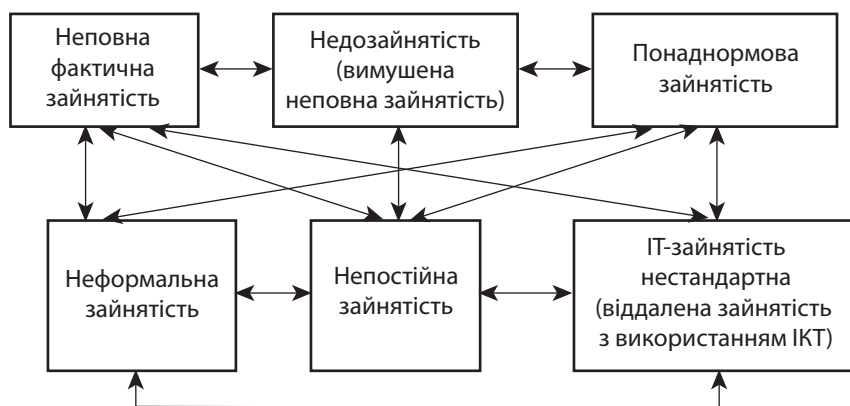 Неповна
фактична
зайнятість
Недозайнятість
(вимушена
неповна зайнятість)
Понаднормова
зайнятість
Неформальна
зайнятість
Непостійна
зайнятість
ІТ-зайнятість
нестандартна
(віддалена зайнятість
з використанням ІКТ)